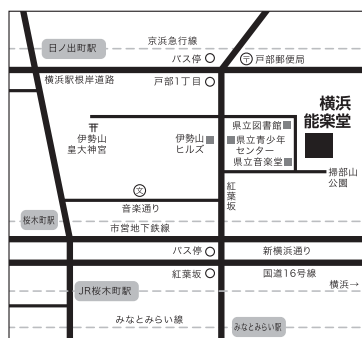 京浜急行線
日ノ出町駅
バス停
〒戸部郵便局
横浜駅根岸道路
戸部1丁目
横浜
能楽堂
県立図書館
伊勢山
皇大神宮
伊勢山
ヒルズ
県立青少年
センター
県立音楽堂
掃部山
公園
紅葉坂
文
音楽通り
桜木町駅
市営地下鉄線
バス停
新横浜通り
紅葉坂
国道16号線
横浜→
JR桜木町駅
みなとみらい線
みなとみらい駅